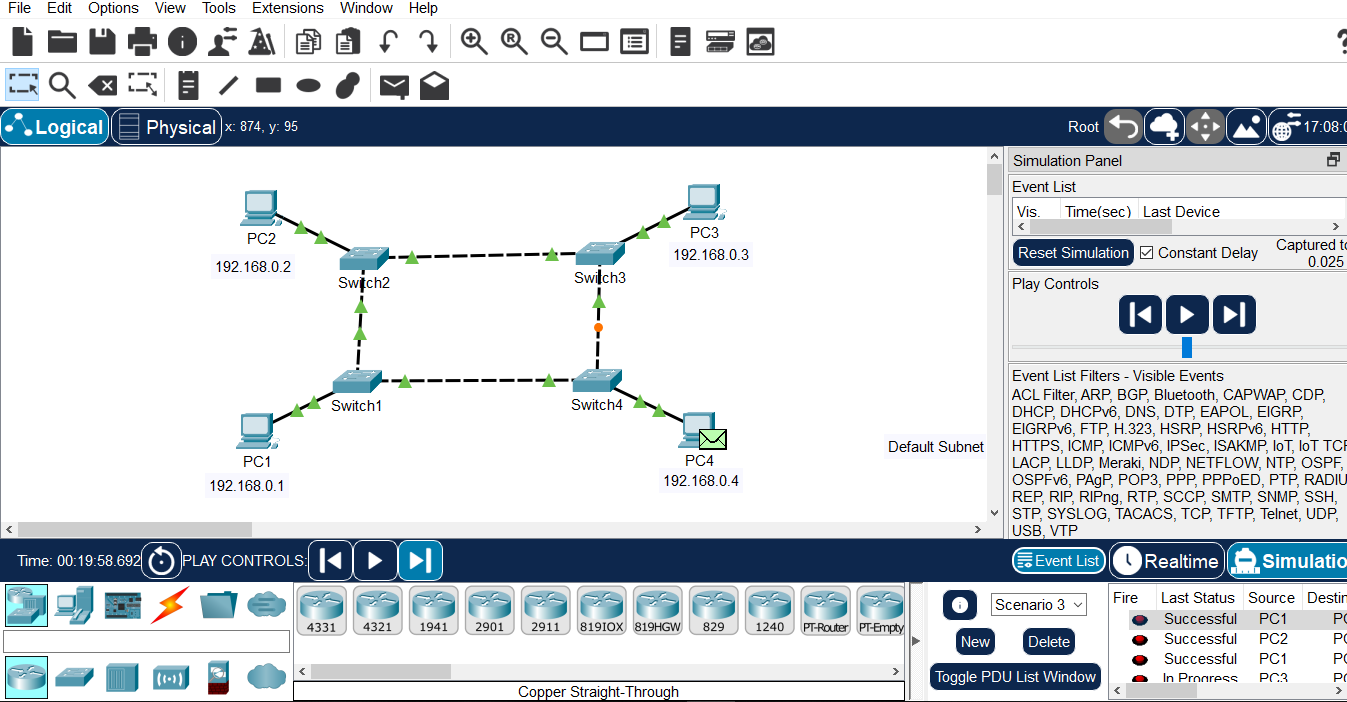 File Edit Options View Tools Extensions Window Help
Logical Physical x: 874, y: 95 Root 17:08:0
Simulation Panel
Event List
Vis. Time(sec) Last Device
Reset Simulation Constant Delay Captured to
0.025
Play Controls
PC2
192.168.0.2
PC3
192.168.0.3
Switch2
Switch3
Switch1
Switch4
PC1
192.168.0.1
PC4
192.168.0.4
Default Subnet
Event List Filters - Visible Events
ACL Filter, ARP, BGP, Bluetooth, CAPWAP, CDP,
DHCP, DHCPv6, DNS, DTP, EAPOL, EIGRP,
EIGRPv6, FTP, H.323, HSRP, HSRPv6, HTTP,
HTTPS, ICMP, ICMPv6, IPSec, ISAKMP, IoT, IoT TCP
LACP, LLDP, Meraki, NDP, NETFLOW, NTP, OSPF,
OSPFv6, PAgP, POP3, PPP, PPPoED, PTP, RADIU
REP, RIP, RIPng, RTP, SCCP, SMTP, SNMP, SSH,
STP, SYSLOG, TACACS, TCP, TFTP, Telnet, UDP,
USB, VTP
Time: 00:19:58.692 PLAY CONTROLS: Event List Realtime Simulatio
4331 4321 1941 2901 2911 819IOX 819HGW 829 1240 PT-Router PT-Empty
Copper Straight-Through
Scenario 3
New Delete
Toggle PDU List Window
Fire Last Status Source Destin
Successful PC1 PC
Successful PC2 PC
Successful PC1 PC
In Progress PC3 PC